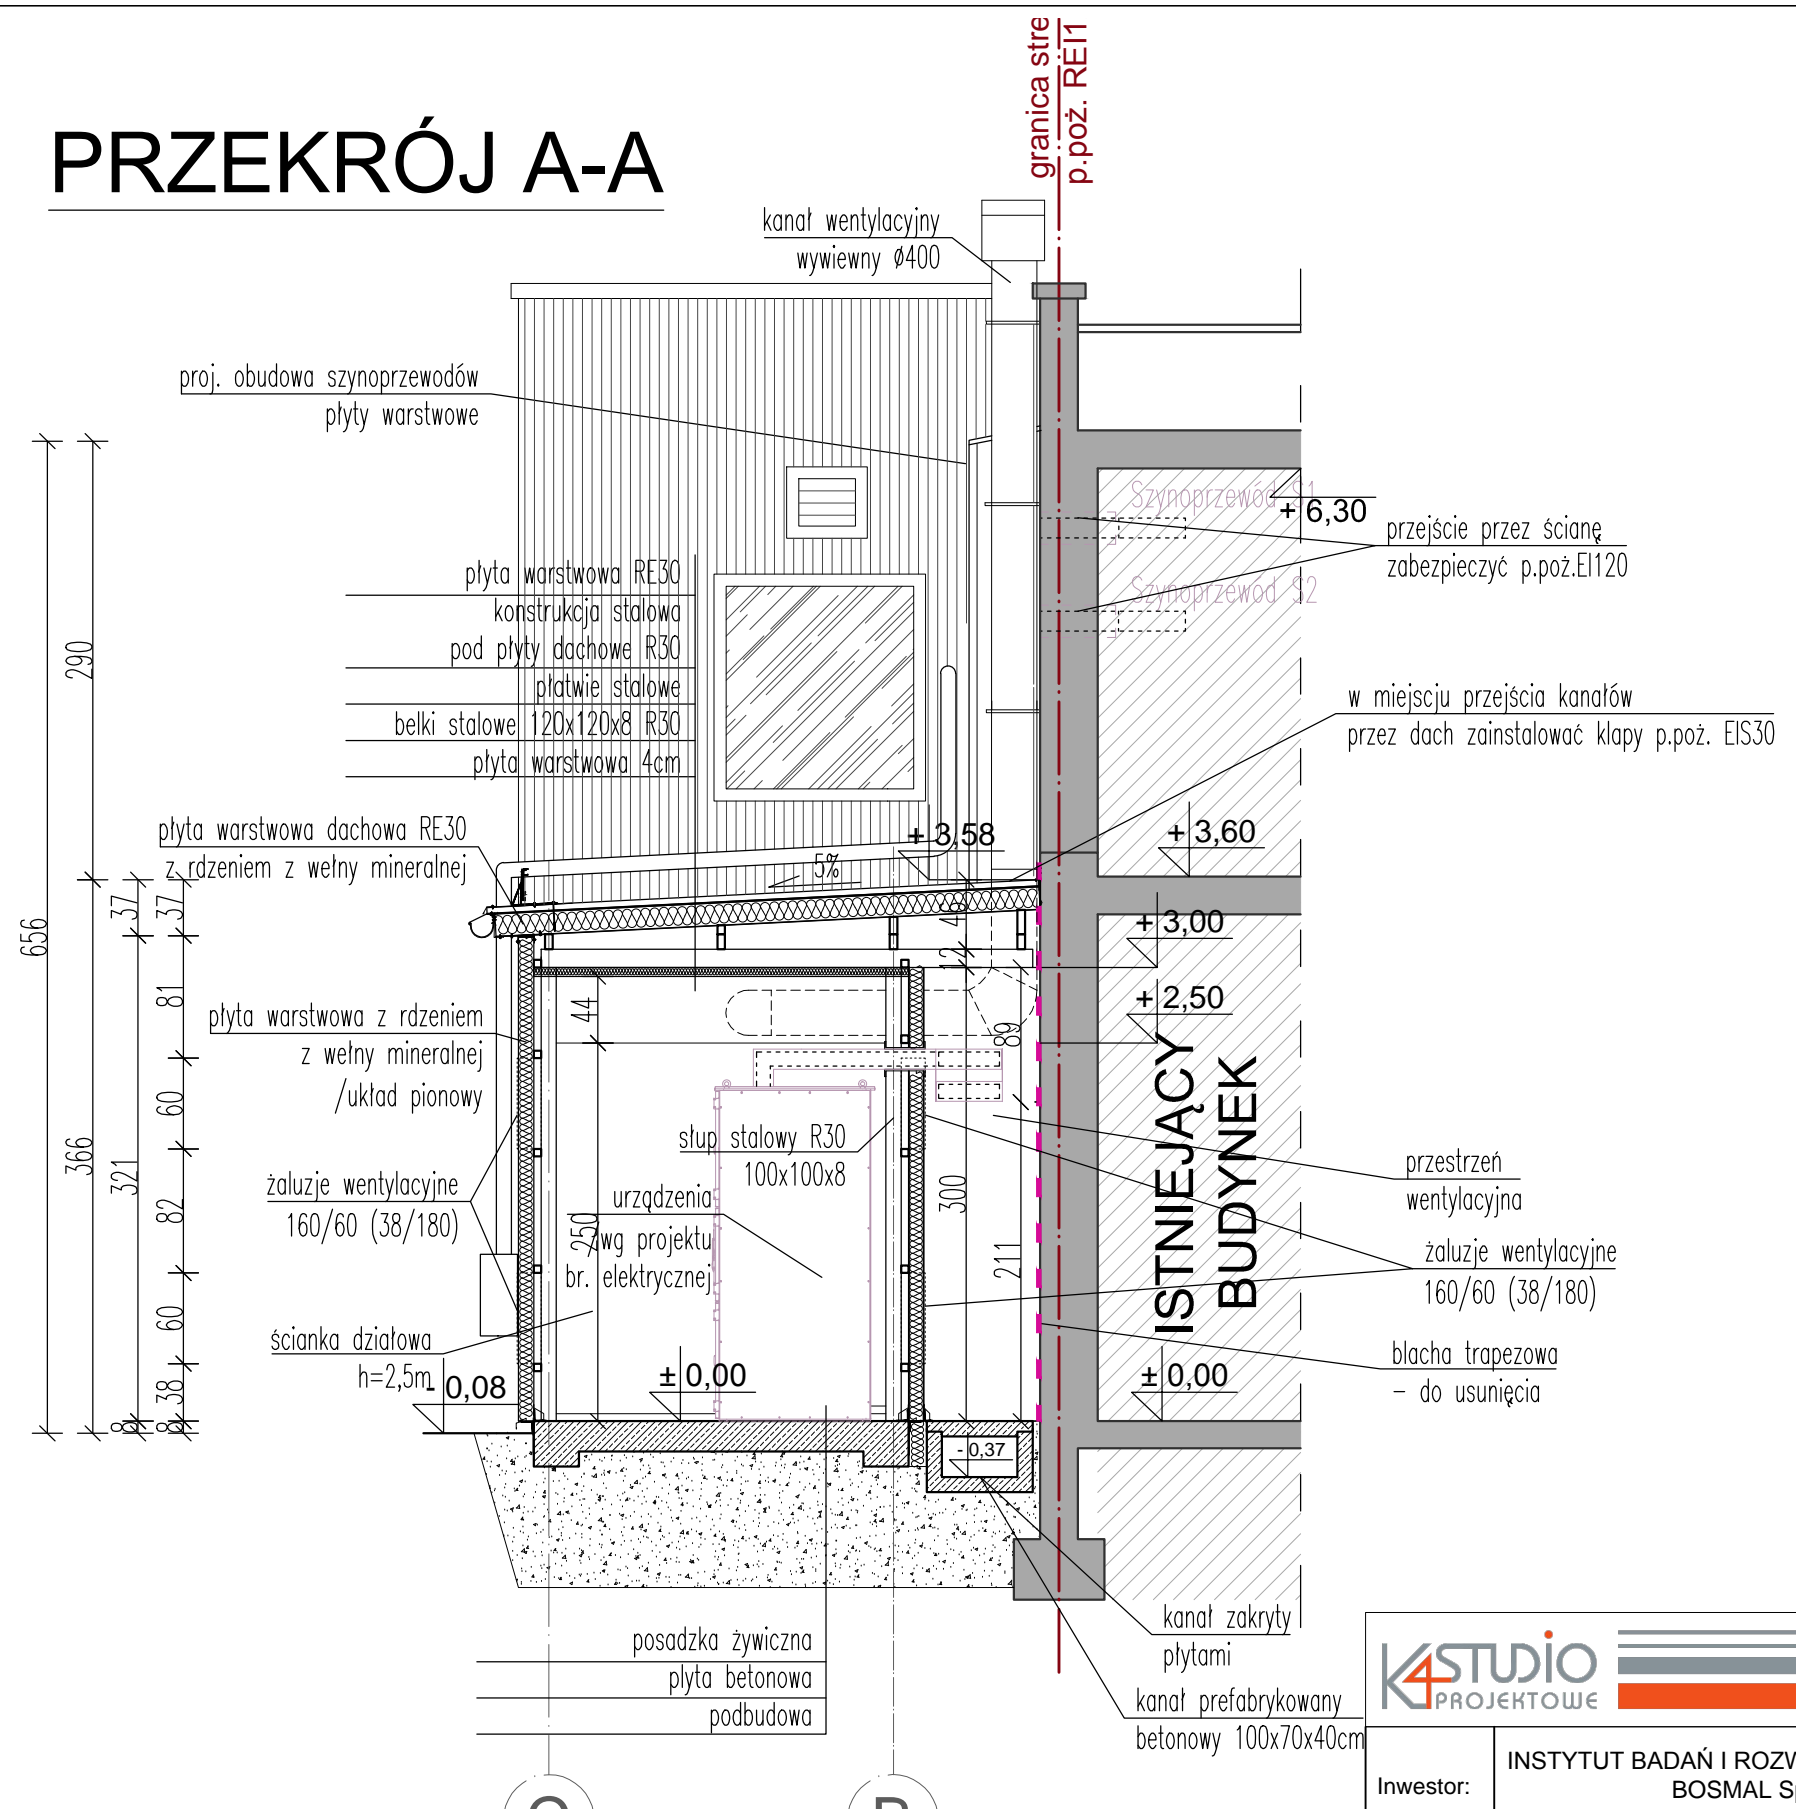 granica stre
p.poż. REI1
PRZEKRÓJ A-A
kanał wentylacyjny
wywiewny Ø400
proj. obudowa szynoprzewodów
płyty warstwowe
Szynoprzewód S1
+ 6,30
przejście przez ścianę
zabezpieczyć p.poż.EI120
Szynoprzewód S2
płyta warstwowa RE30
konstrukcja stalowa
pod płyty dachowe R30
płatwie stalowe
belki stalowe 120x120x8 R30
płyta warstwowa 4cm
w miejscju przejścia kanałów
przez dach zainstalować klapy p.poż. EIS30
płyta warstwowa dachowa RE30
z rdzeniem z wełny mineralnej
+ 3,58
+ 3,60
5%
+ 3,00
+ 2,50
290
656
366
37
321
8
37
81
60
82
60
38
8
44
250
12
300
89
211
płyta warstwowa z rdzeniem
z wełny mineralnej
/układ pionowy
słup stalowy R30
100x100x8
urządzenia
wg projektu
br. elektrycznej
żaluzje wentylacyjne
160/60 (38/180)
ścianka działowa
h=2,5m
- 0,08
± 0,00
± 0,00
ISTNIEJĄCY
BUDYNEK
przestrzeń
wentylacyjna
żaluzje wentylacyjne
160/60 (38/180)
blacha trapezowa
– do usunięcia
- 0,37
posadzka żywiczna
plyta betonowa
podbudowa
kanał zakryty
płytami
kanał prefabrykowany
betonowy 100x70x40cm
K4 STUDIO
PROJEKTOWE
Inwestor:
INSTYTUT BADAŃ I ROZW
BOSMAL S